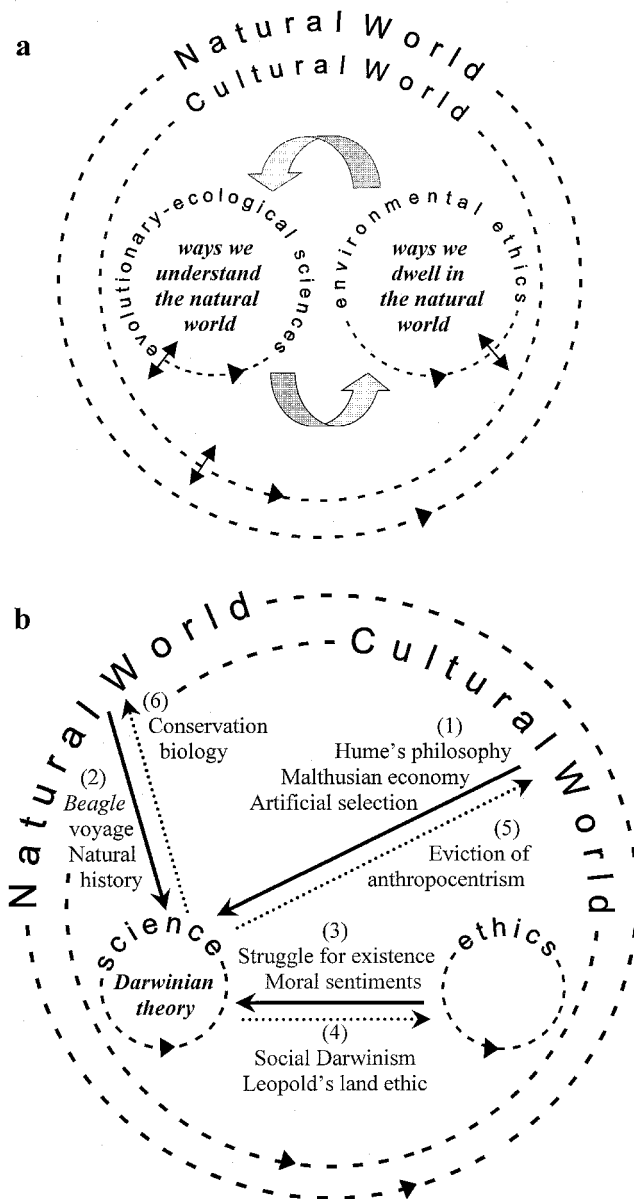 a
Natural World
Cultural World
evolutionary-ecological sciences
ways we
understand
the natural
world
environmental ethics
ways we
dwell in
the natural
world
b
Natural World
Cultural World
(6)
Conservation
biology
(1)
Hume's philosophy
Malthusian economy
Artificial selection
(2)
Beagle
voyage
Natural
history
(5)
Eviction of
anthropocentrism
science
Darwinian
theory
(3)
Struggle for existence
Moral sentiments
ethics
(4)
Social Darwinism
Leopold's land ethic